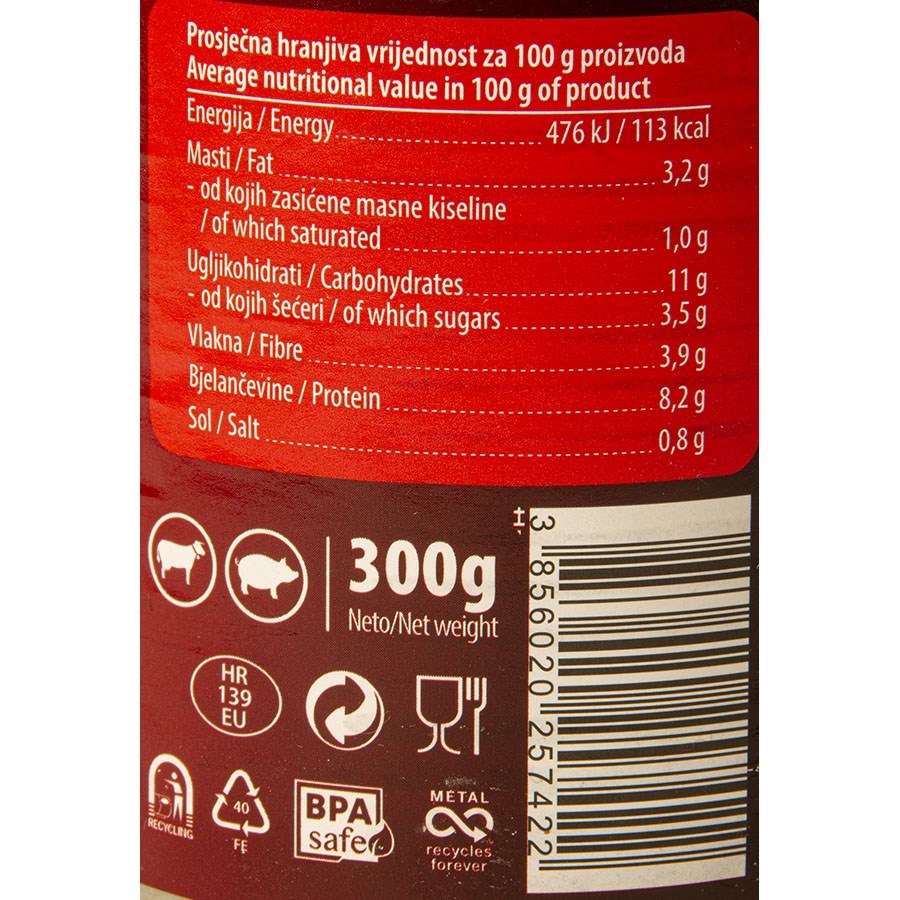 Prosječna hranjiva vrijednost za 100 g proizvoda
Average nutritional value in 100 g of product
Energija / Energy.....476 kJ / 113 kcal
Masti / Fat.....3,2 g
- od kojih zasićene masne kiseline
/ of which saturated.....1,0 g
Ugljikohidrati / Carbohydrates.....11 g
- od kojih šećeri / of which sugars.....3,5 g
Vlakna / Fibre.....3,9 g
Bjelančevine / Protein.....8,2 g
Sol / Salt.....0,8 g
300g
Neto/Net weight
HR
139
EU
RECYCLING
40
FE
BPA
safe
METAL
recycles
forever
3 856020 257422